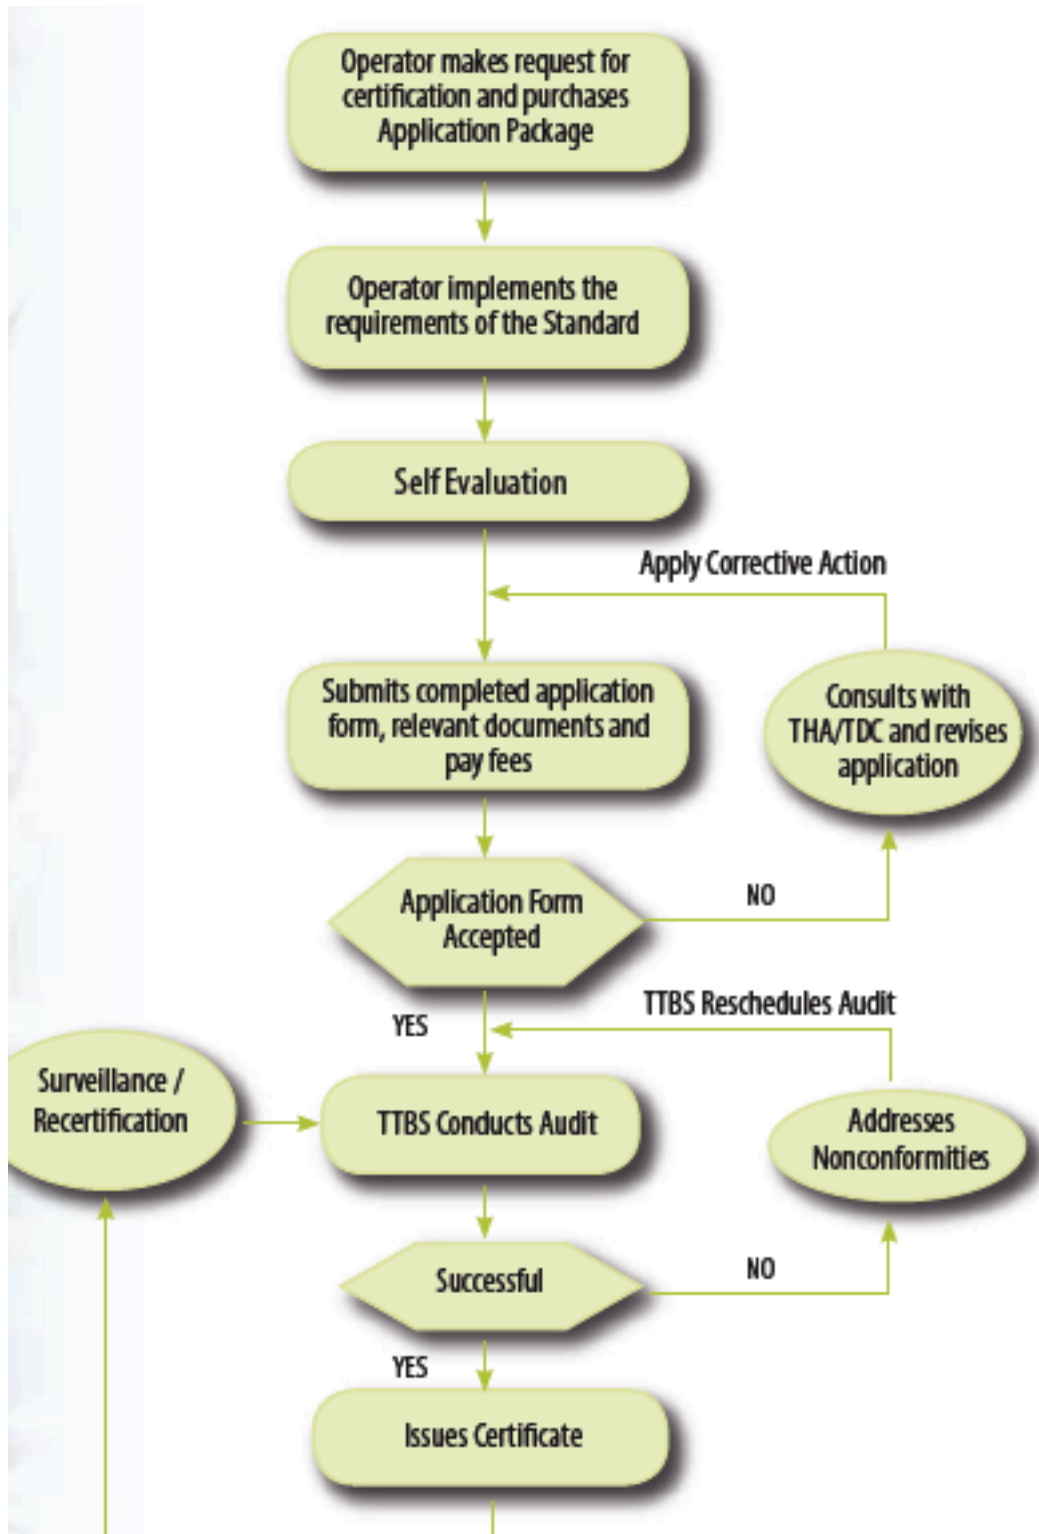 Operator makes request for
certification and purchases
Application Package
Operator implements the
requirements of the Standard
Self Evaluation
Apply Corrective Action
Submits completed application
form, relevant documents and
pay fees
Consults with
THA/TDC and revises
application
Application Form
Accepted
NO
YES
TTBS Reschedules Audit
Surveillance /
Recertification
TTBS Conducts Audit
Addresses
Nonconformities
Successful
NO
YES
Issues Certificate